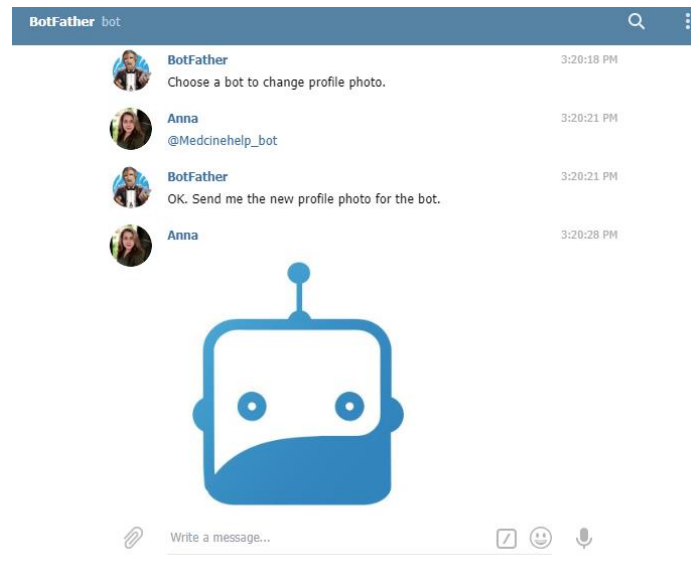 BotFather bot
BotFather 3:20:18 PM
Choose a bot to change profile photo.
Anna 3:20:21 PM
@Medcinehelp_bot
BotFather 3:20:21 PM
OK. Send me the new profile photo for the bot.
Anna 3:20:28 PM
Write a message...